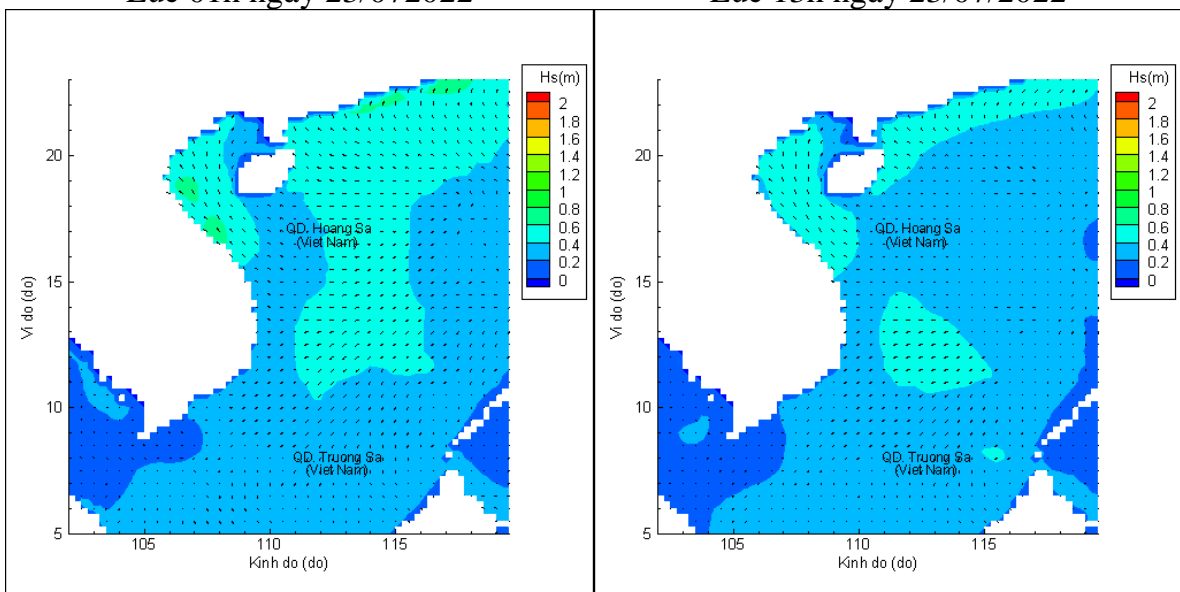 Hs(m)
2
1.8
1.6
1.4
1.2
1
0.8
0.6
0.4
0.2
0
20
15
10
5
Vi do (do)
QD. Hoang Sa
(Viet Nam)
QD. Truong Sa
(Viet Nam)
105
110
115
Kinh do (do)
Hs(m)
2
1.8
1.6
1.4
1.2
1
0.8
0.6
0.4
0.2
0
20
15
10
5
Vi do (do)
QD. Hoang Sa
(Viet Nam)
QD. Truong Sa
(Viet Nam)
105
110
115
Kinh do (do)